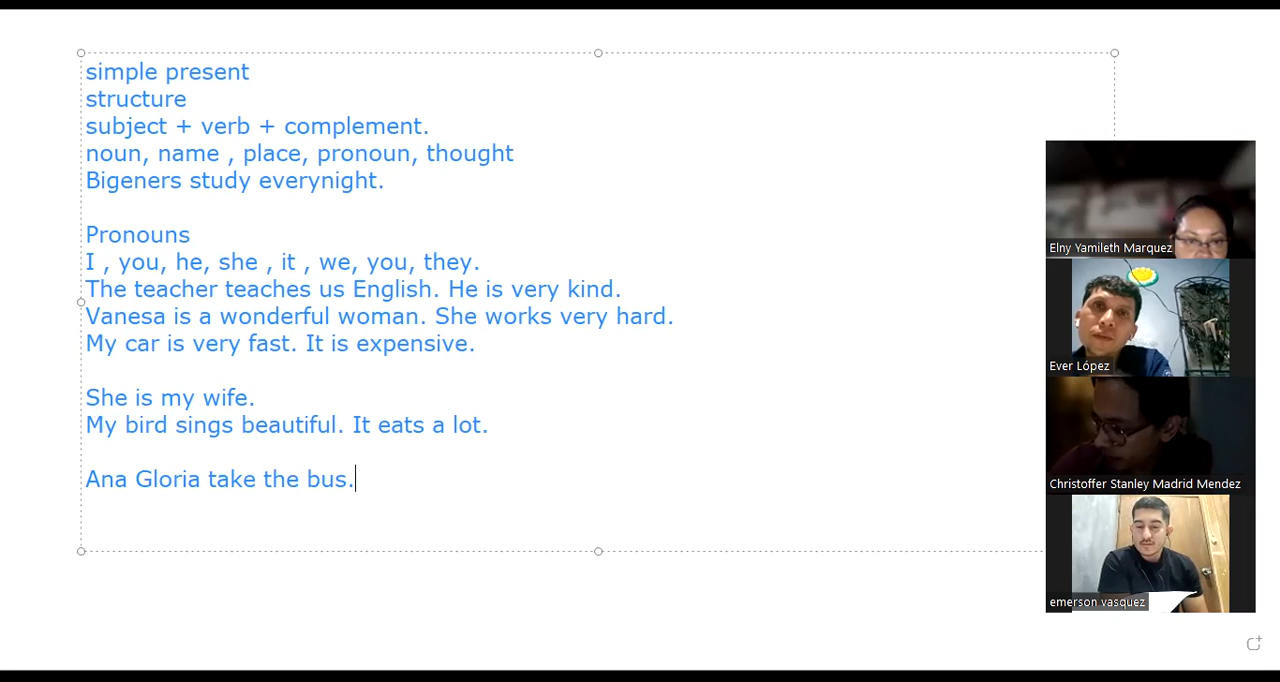 simple present
structure
subject + verb + complement.
noun, name , place, pronoun, thought
Bigeners study everynight.
Pronouns
I , you, he, she , it , we, you, they.
The teacher teaches us English. He is very kind.
Vanesa is a wonderful woman. She works very hard.
My car is very fast. It is expensive.
She is my wife.
My bird sings beautiful. It eats a lot.
Ana Gloria take the bus.
Elny Yamileth Marquez
Ever López
Christoffer Stanley Madrid Mendez
emerson vasquez